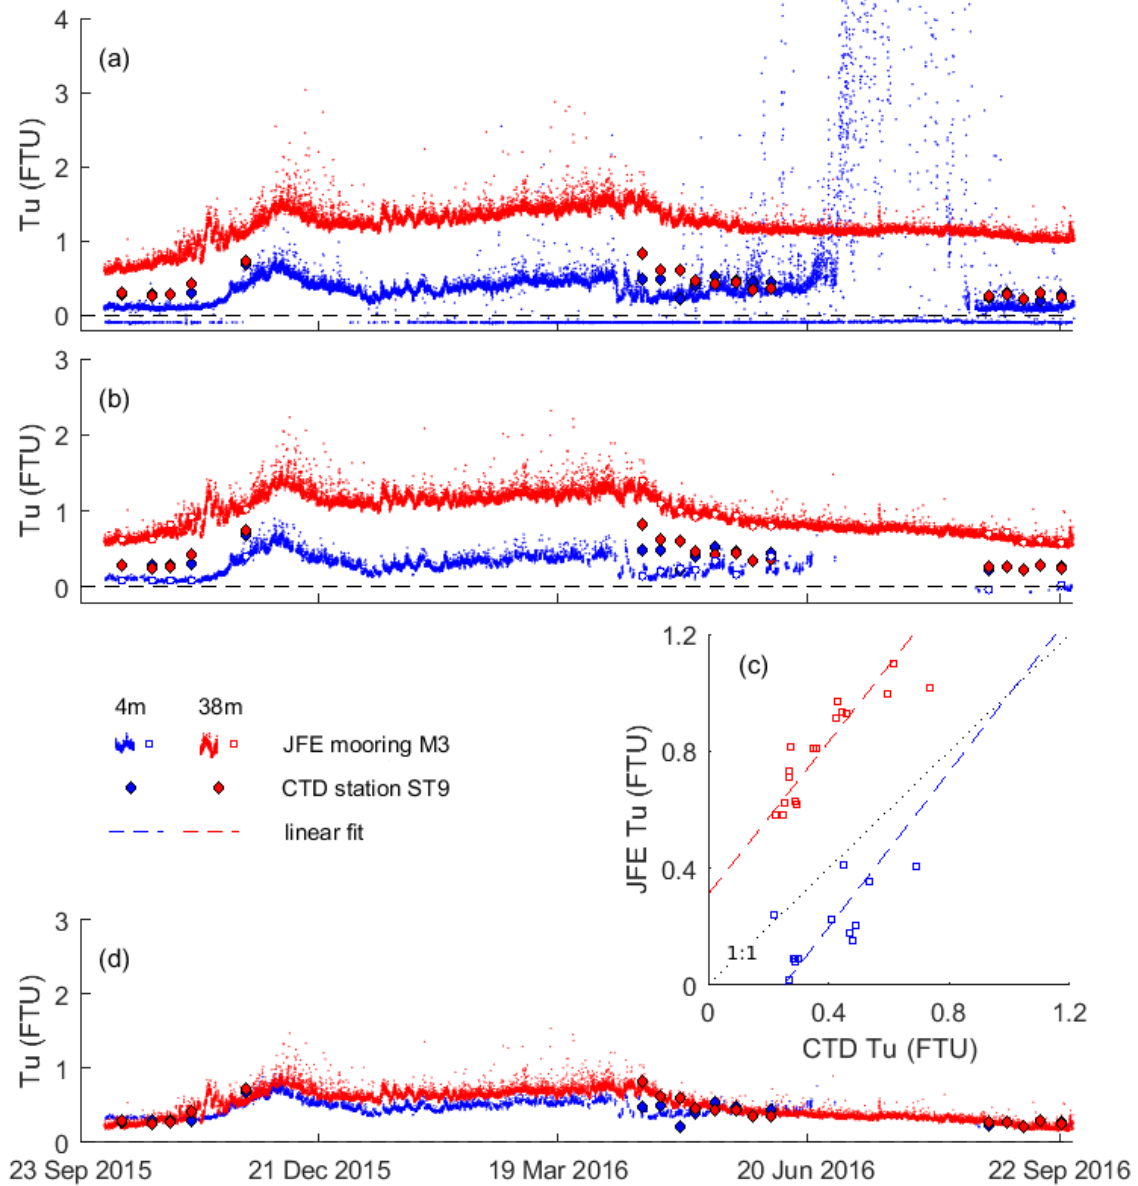 4
(a)
3
Tu (FTU)
2
1
0
3
(b)
2
Tu (FTU)
1
0
4m 38m
JFE mooring M3
CTD station ST9
linear fit
1.2
(c)
0.8
JFE Tu (FTU)
0.4
1:1
0
0 0.4 0.8 1.2
CTD Tu (FTU)
3
(d)
2
Tu (FTU)
1
0
23 Sep 2015 21 Dec 2015 19 Mar 2016 20 Jun 2016 22 Sep 2016